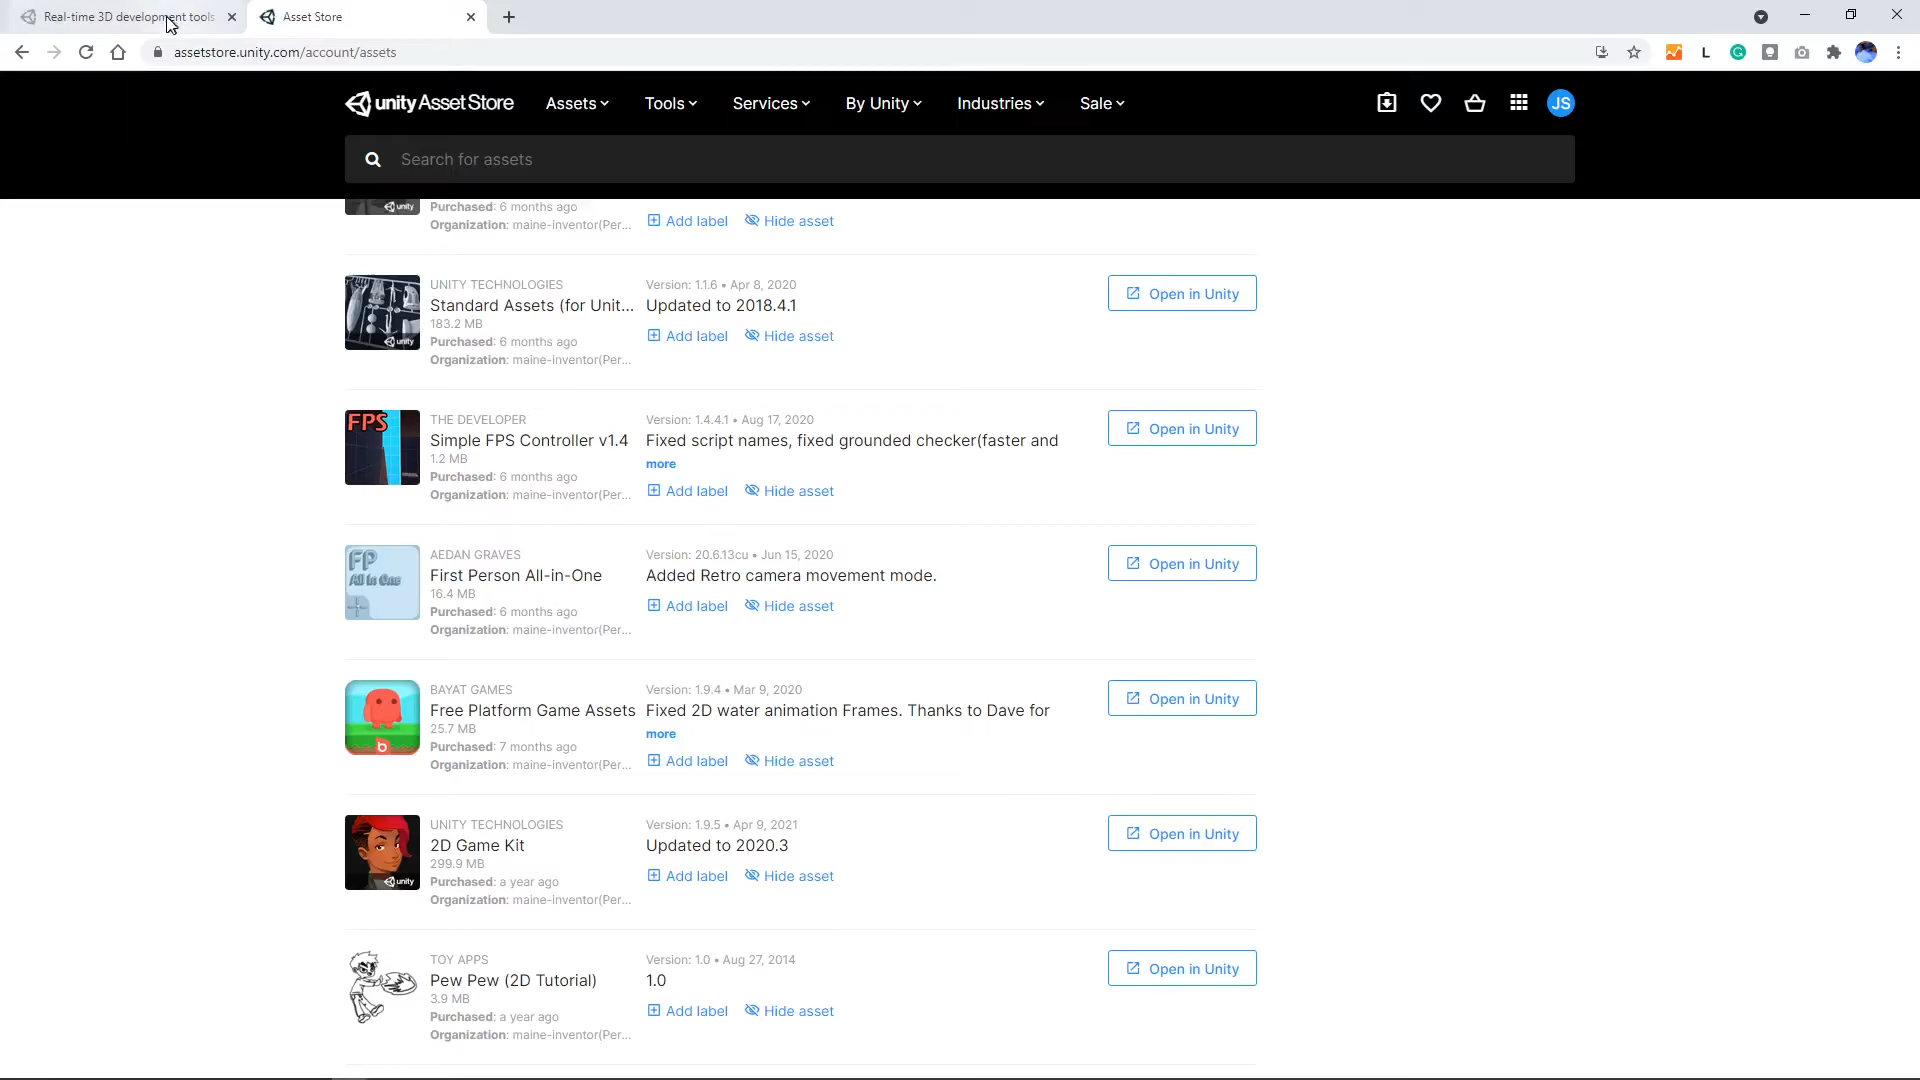 Real-time 3D development tools
Asset Store
assetstore.unity.com/account/assets
L
unity Asset Store
Assets
Tools
Services
By Unity
Industries
Sale
JS
Search for assets
unity
Purchased: 6 months ago
Organization: maine-inventor(Per...
Add label
Hide asset
unity
UNITY TECHNOLOGIES
Standard Assets (for Unit...
183.2 MB
Purchased: 6 months ago
Organization: maine-inventor(Per...
Version: 1.1.6 • Apr 8, 2020
Updated to 2018.4.1
Add label
Hide asset
Open in Unity
FPS
THE DEVELOPER
Simple FPS Controller v1.4
1.2 MB
Purchased: 6 months ago
Organization: maine-inventor(Per...
Version: 1.4.4.1 • Aug 17, 2020
Fixed script names, fixed grounded checker(faster and
more
Add label
Hide asset
Open in Unity
FP
All in One
AEDAN GRAVES
First Person All-in-One
16.4 MB
Purchased: 6 months ago
Organization: maine-inventor(Per...
Version: 20.6.13cu • Jun 15, 2020
Added Retro camera movement mode.
Add label
Hide asset
Open in Unity
b
BAYAT GAMES
Free Platform Game Assets
25.7 MB
Purchased: 7 months ago
Organization: maine-inventor(Per...
Version: 1.9.4 • Mar 9, 2020
Fixed 2D water animation Frames. Thanks to Dave for
more
Add label
Hide asset
Open in Unity
unity
UNITY TECHNOLOGIES
2D Game Kit
299.9 MB
Purchased: a year ago
Organization: maine-inventor(Per...
Version: 1.9.5 • Apr 9, 2021
Updated to 2020.3
Add label
Hide asset
Open in Unity
TOY APPS
Pew Pew (2D Tutorial)
3.9 MB
Purchased: a year ago
Organization: maine-inventor(Per...
Version: 1.0 • Aug 27, 2014
1.0
Add label
Hide asset
Open in Unity